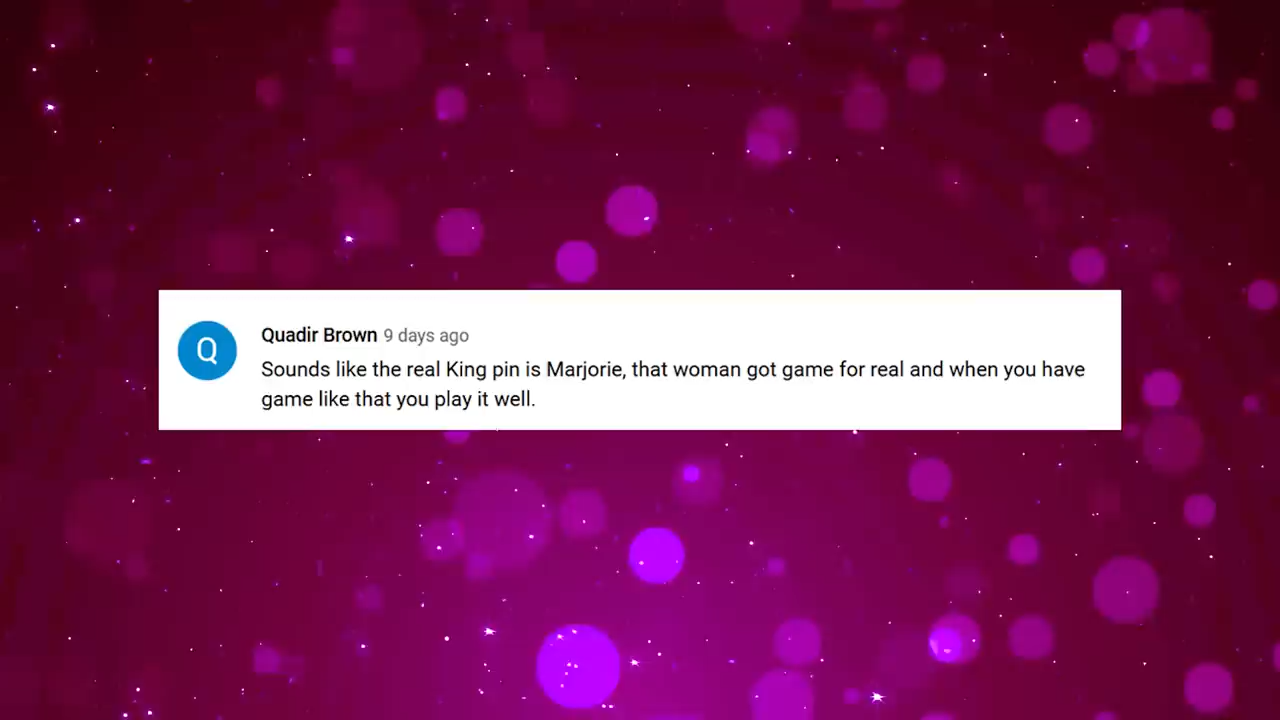 Q
Quadir Brown 9 days ago
Sounds like the real King pin is Marjorie, that woman got game for real and when you have
game like that you play it well.